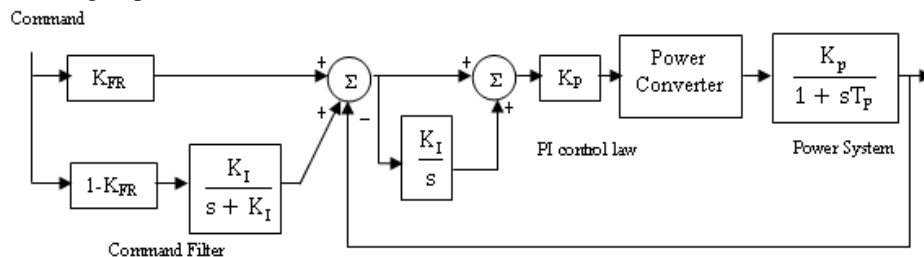 Command
K_FR
Σ
Σ
K_P
Power
Converter
K_p
1 + sT_p
+
+
−
+
+
K_I
s
PI control law
Power System
1-K_FR
K_I
s + K_I
Command Filter